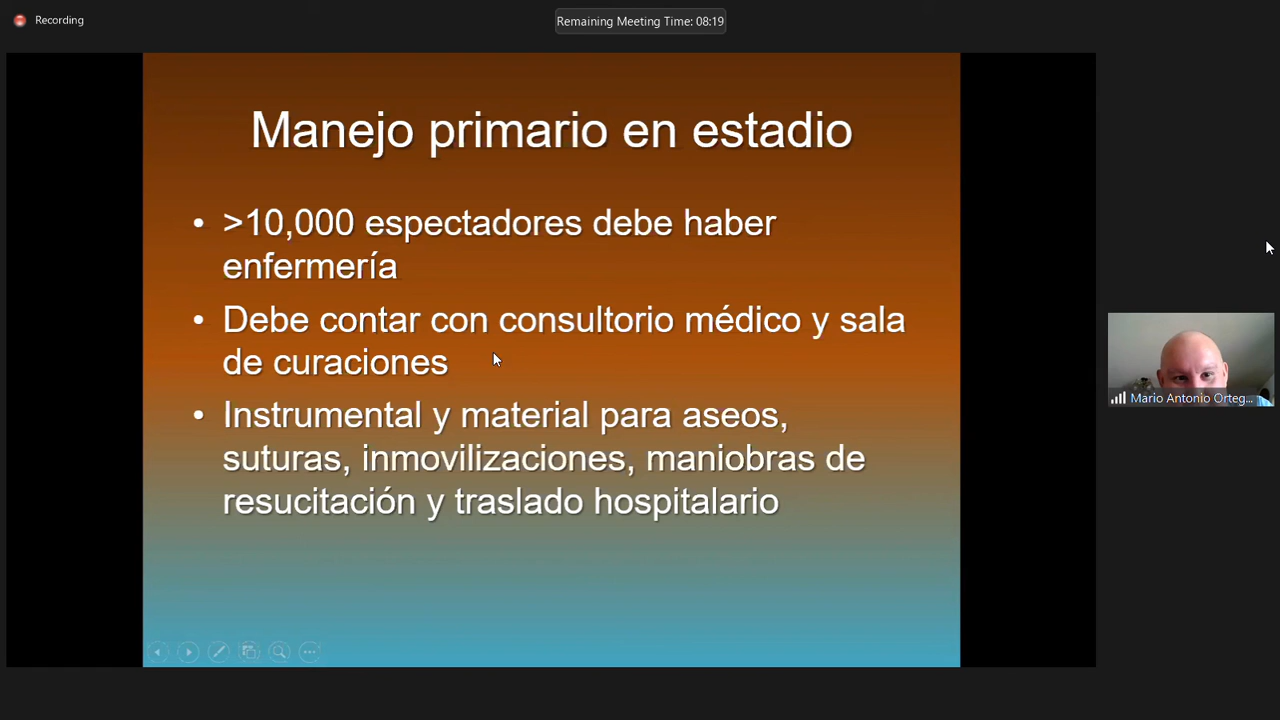 Recording
Remaining Meeting Time: 08:19
Manejo primario en estadio
• >10,000 espectadores debe haber
enfermería
• Debe contar con consultorio médico y sala
de curaciones
• Instrumental y material para aseos,
suturas, inmovilizaciones, maniobras de
resucitación y traslado hospitalario
Mario Antonio Orteg...